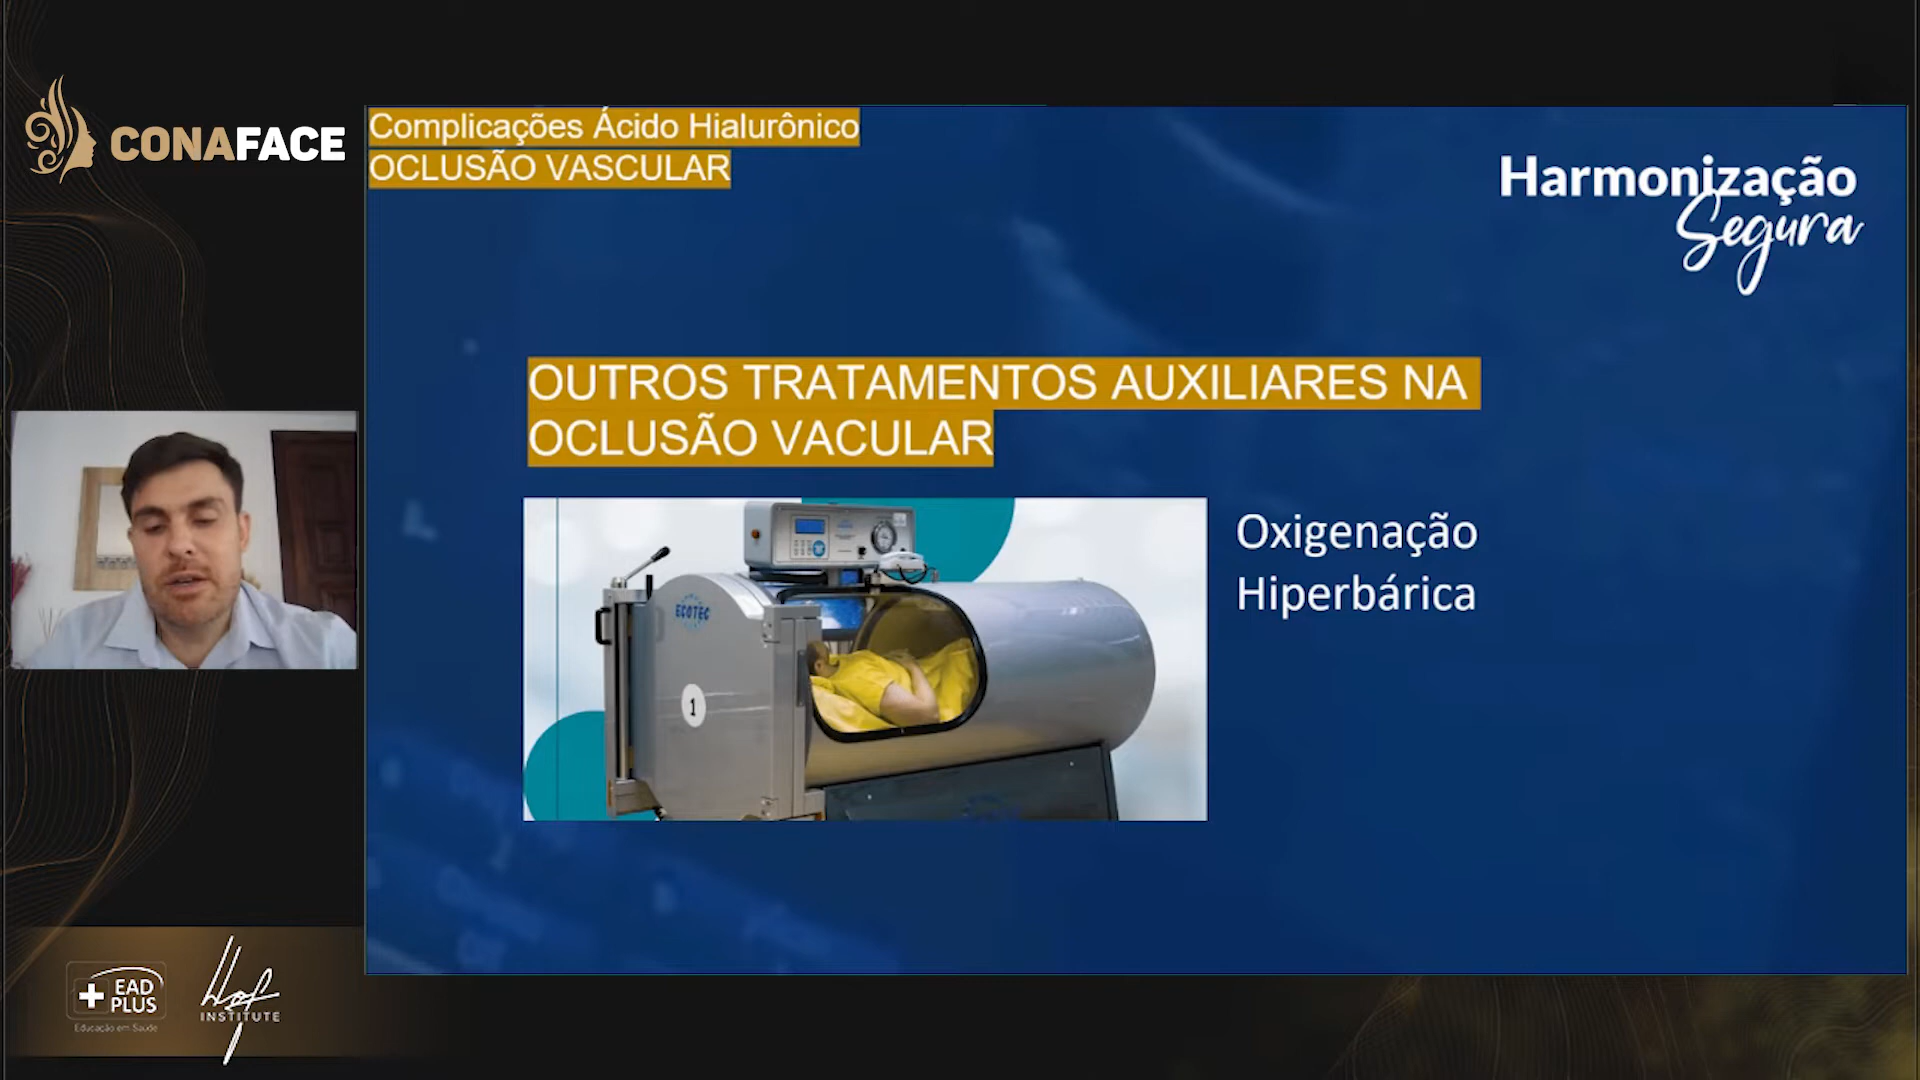 CONAFACE
Complicações Ácido Hialurônico
OCLUSÃO VASCULAR
Harmonização
Segura
OUTROS TRATAMENTOS AUXILIARES NA
OCLUSÃO VACULAR
ECOTEC
1
Oxigenação
Hiperbárica
EAD
PLUS
Educação em Saúde
Hof
INSTITUTE